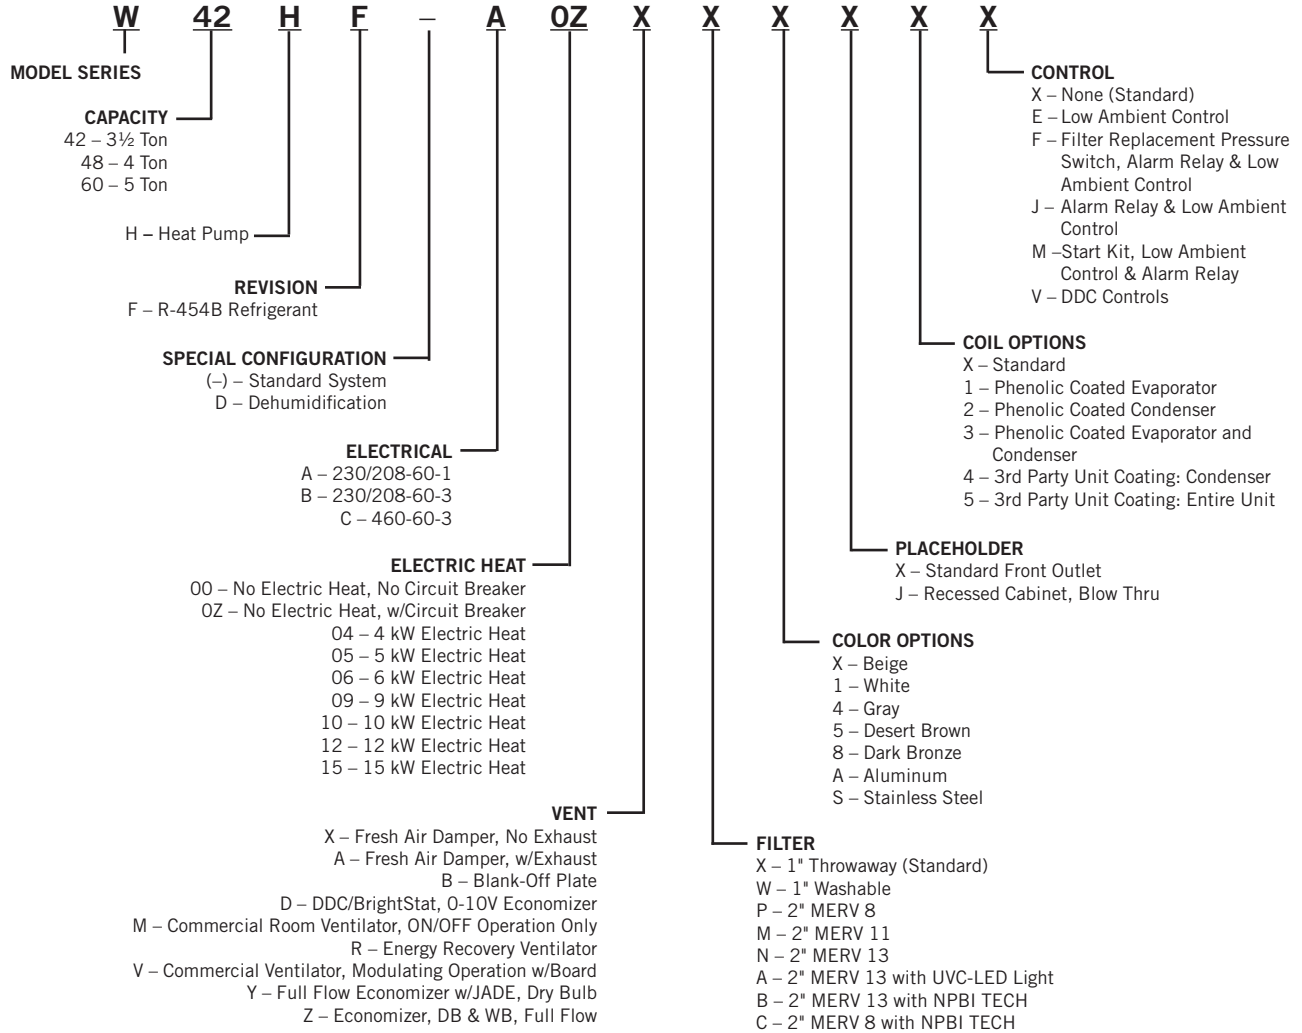 W 42 H F – A 0Z X X X X X X
MODEL SERIES
CAPACITY
42 – 3½ Ton
48 – 4 Ton
60 – 5 Ton
H – Heat Pump
REVISION
F – R-454B Refrigerant
SPECIAL CONFIGURATION
(–) – Standard System
D – Dehumidification
ELECTRICAL
A – 230/208-60-1
B – 230/208-60-3
C – 460-60-3
ELECTRIC HEAT
00 – No Electric Heat, No Circuit Breaker
0Z – No Electric Heat, w/Circuit Breaker
04 – 4 kW Electric Heat
05 – 5 kW Electric Heat
06 – 6 kW Electric Heat
09 – 9 kW Electric Heat
10 – 10 kW Electric Heat
12 – 12 kW Electric Heat
15 – 15 kW Electric Heat
VENT
X – Fresh Air Damper, No Exhaust
A – Fresh Air Damper, w/Exhaust
B – Blank-Off Plate
D – DDC/BrightStat, 0-10V Economizer
M – Commercial Room Ventilator, ON/OFF Operation Only
R – Energy Recovery Ventilator
V – Commercial Ventilator, Modulating Operation w/Board
Y – Full Flow Economizer w/JADE, Dry Bulb
Z – Economizer, DB & WB, Full Flow
CONTROL
X – None (Standard)
E – Low Ambient Control
F – Filter Replacement Pressure
Switch, Alarm Relay & Low
Ambient Control
J – Alarm Relay & Low Ambient
Control
M –Start Kit, Low Ambient
Control & Alarm Relay
V – DDC Controls
COIL OPTIONS
X – Standard
1 – Phenolic Coated Evaporator
2 – Phenolic Coated Condenser
3 – Phenolic Coated Evaporator and
Condenser
4 – 3rd Party Unit Coating: Condenser
5 – 3rd Party Unit Coating: Entire Unit
PLACEHOLDER
X – Standard Front Outlet
J – Recessed Cabinet, Blow Thru
COLOR OPTIONS
X – Beige
1 – White
4 – Gray
5 – Desert Brown
8 – Dark Bronze
A – Aluminum
S – Stainless Steel
FILTER
X – 1" Throwaway (Standard)
W – 1" Washable
P – 2" MERV 8
M – 2" MERV 11
N – 2" MERV 13
A – 2" MERV 13 with UVC-LED Light
B – 2" MERV 13 with NPBI TECH
C – 2" MERV 8 with NPBI TECH